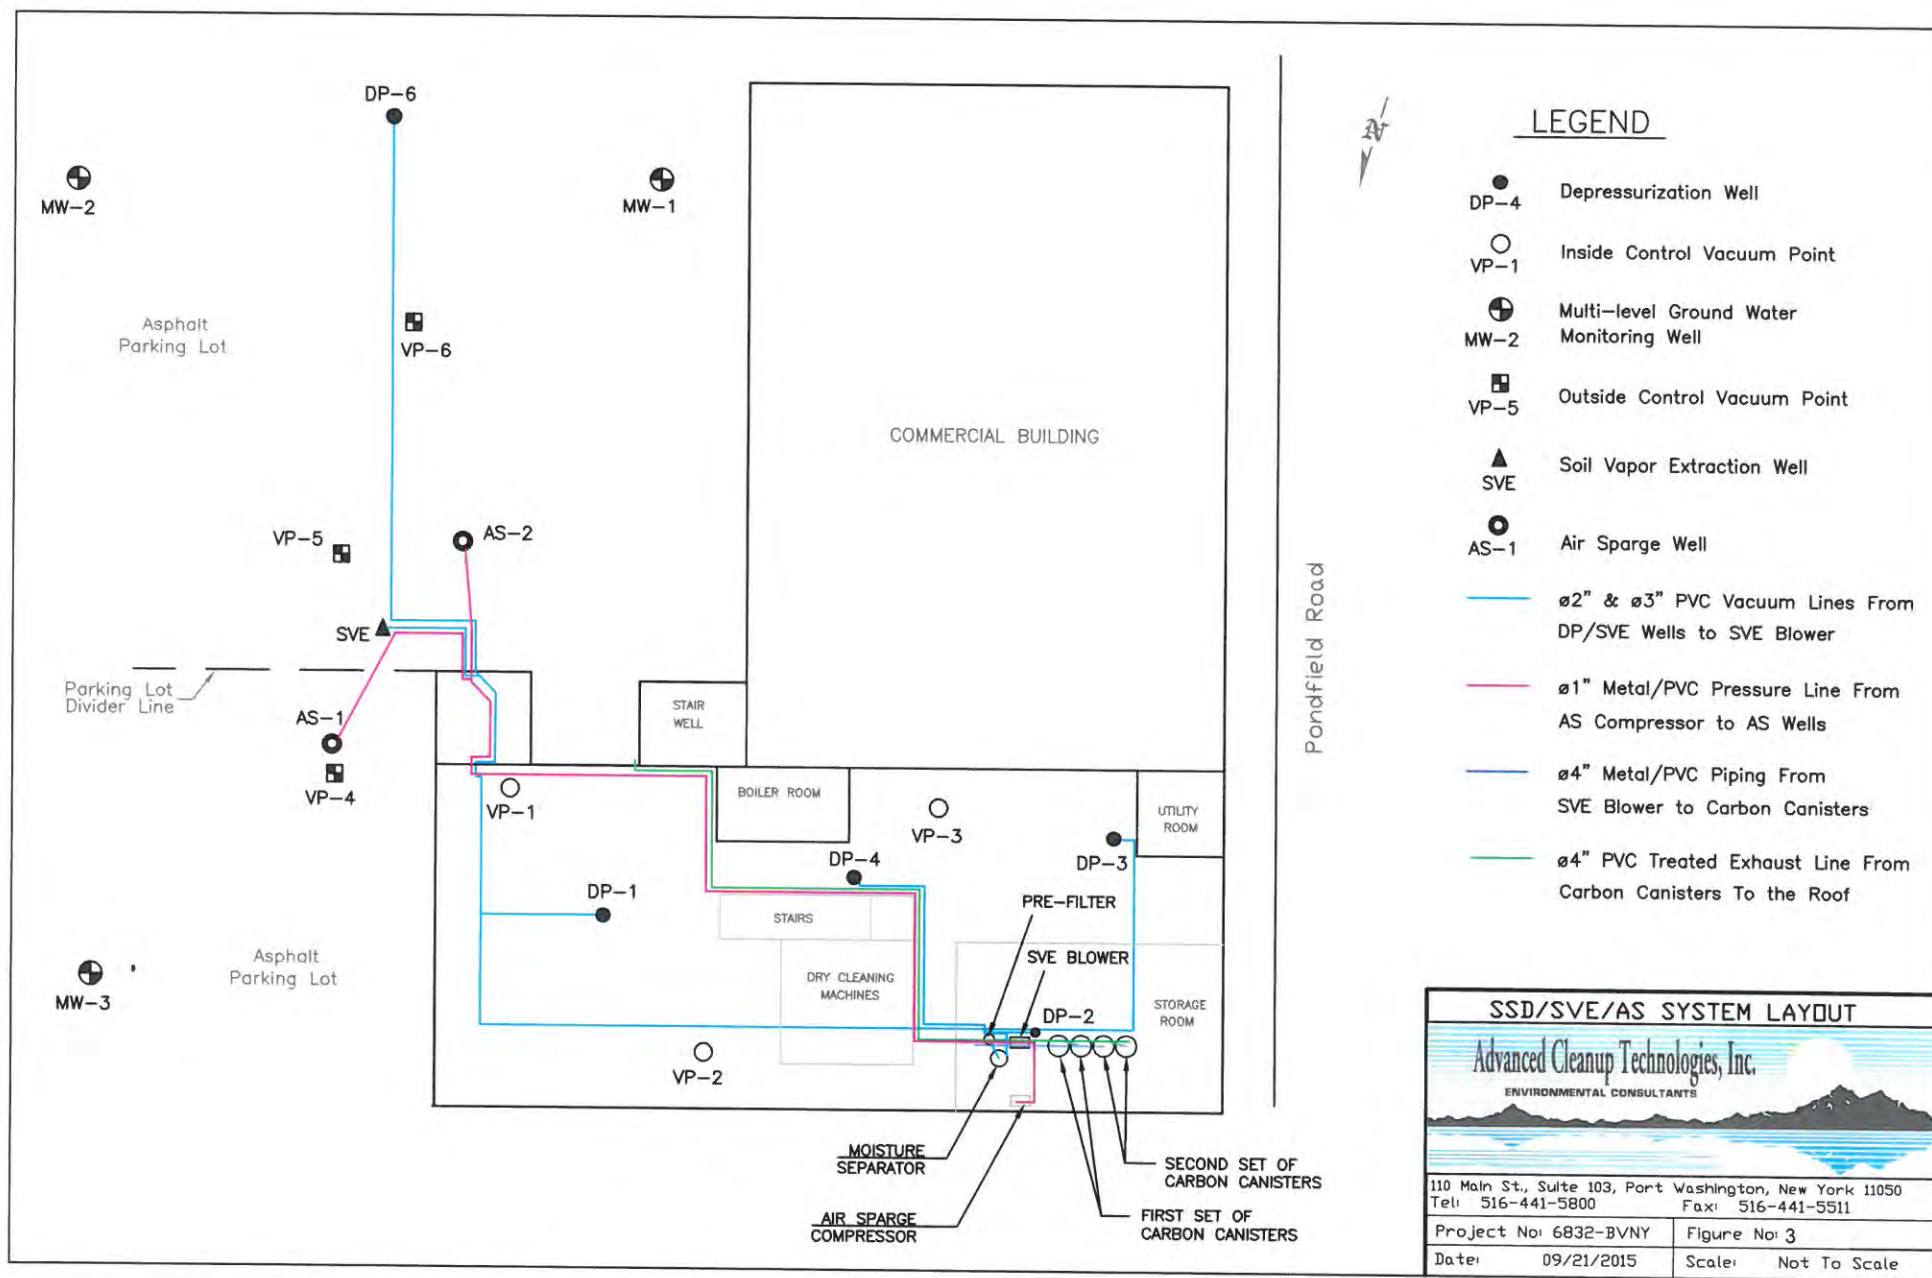 DP-6
MW-2
MW-1
Asphalt
Parking Lot
VP-6
COMMERCIAL BUILDING
VP-5
AS-2
SVE
Parking Lot
Divider Line
AS-1
VP-4
STAIR
WELL
Pondfield Road
VP-1
BOILER ROOM
VP-3
UTILITY
ROOM
DP-4
DP-3
DP-1
STAIRS
PRE-FILTER
Asphalt
Parking Lot
MW-3
DRY CLEANING
MACHINES
SVE BLOWER
DP-2
STORAGE
ROOM
VP-2
MOISTURE
SEPARATOR
SECOND SET OF
CARBON CANISTERS
AIR SPARGE
COMPRESSOR
FIRST SET OF
CARBON CANISTERS
N
LEGEND
DP-4 Depressurization Well
VP-1 Inside Control Vacuum Point
MW-2 Multi-level Ground Water
Monitoring Well
VP-5 Outside Control Vacuum Point
SVE Soil Vapor Extraction Well
AS-1 Air Sparge Well
ø2" & ø3" PVC Vacuum Lines From
DP/SVE Wells to SVE Blower
ø1" Metal/PVC Pressure Line From
AS Compressor to AS Wells
ø4" Metal/PVC Piping From
SVE Blower to Carbon Canisters
ø4" PVC Treated Exhaust Line From
Carbon Canisters To the Roof
SSD/SVE/AS SYSTEM LAYOUT
Advanced Cleanup Technologies, Inc.
ENVIRONMENTAL CONSULTANTS
110 Main St., Suite 103, Port Washington, New York 11050
Tel: 516-441-5800 Fax: 516-441-5511
Project No: 6832-BVNY Figure No: 3
Date: 09/21/2015 Scale: Not To Scale